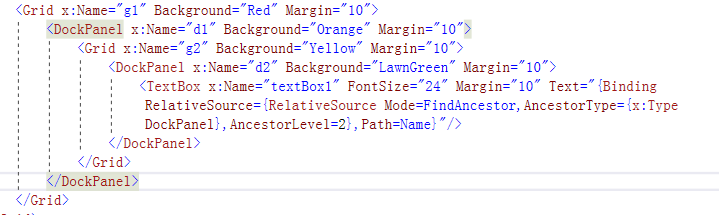 <Grid x:Name="g1" Background="Red" Margin="10">
<DockPanel x:Name="d1" Background="Orange" Margin="10">
<Grid x:Name="g2" Background="Yellow" Margin="10">
<DockPanel x:Name="d2" Background="LawnGreen" Margin="10">
<TextBox x:Name="textBox1" FontSize="24" Margin="10" Text="{Binding
RelativeSource={RelativeSource Mode=FindAncestor,AncestorType={x:Type
DockPanel},AncestorLevel=2},Path=Name}"/>
</DockPanel>
</Grid>
</DockPanel>
</Grid>